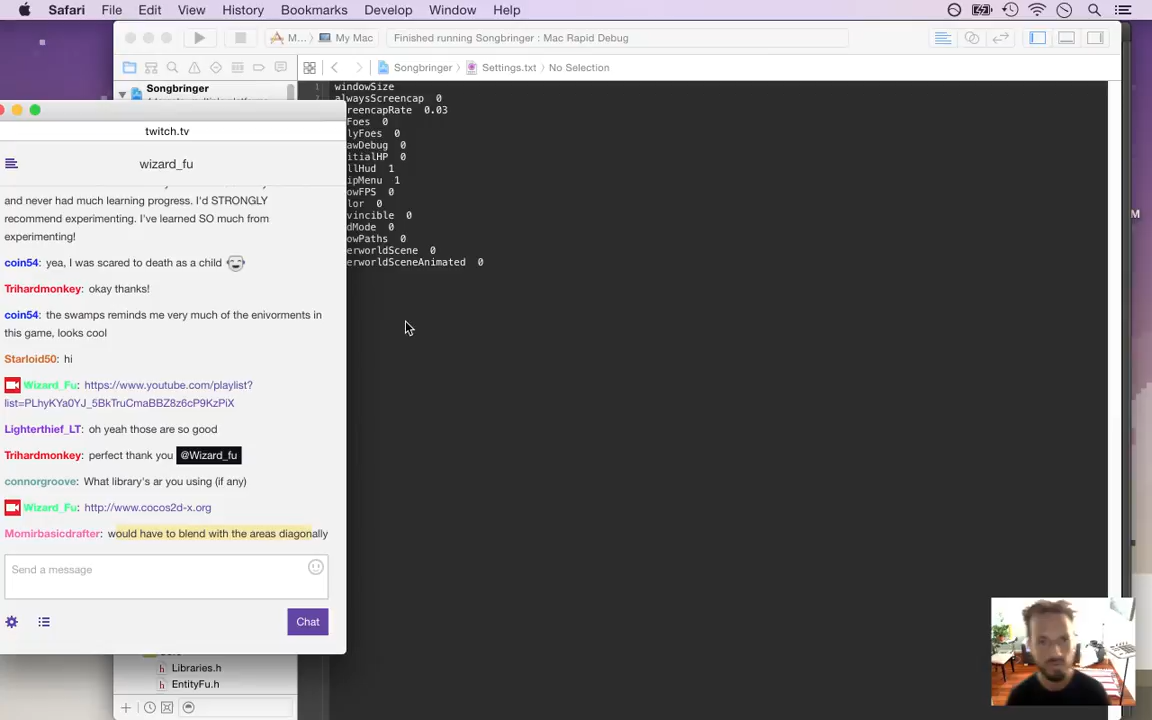 Safari File Edit View History Bookmarks Develop Window Help
M... My Mac Finished running Songbringer : Mac Rapid Debug
Songbringer Settings.txt No Selection
Songbringer
1 windowSize
alwaysScreencap 0
reencapRate 0.03
Foes 0
lyFoes 0
awDebug 0
itialHP 0
llHud 1
ipMenu 1
owFPS 0
lor 0
vincible 0
dMode 0
owPaths 0
erworldScene 0
erworldSceneAnimated 0
twitch.tv
wizard_fu
and never had much learning progress. I'd STRONGLY
recommend experimenting. I've learned SO much from
experimenting!
coin54: yea, I was scared to death as a child
Trihardmonkey: okay thanks!
coin54: the swamps reminds me very much of the enivorments in
this game, looks cool
Starloid50: hi
Wizard_Fu: https://www.youtube.com/playlist?
list=PLhyKYa0YJ_5BkTruCmaBBZ8z6cP9KzPiX
Lighterthief_LT: oh yeah those are so good
Trihardmonkey: perfect thank you @Wizard_fu
connorgroove: What library's ar you using (if any)
Wizard_Fu: http://www.cocos2d-x.org
Momirbasicdrafter: would have to blend with the areas diagonally
Send a message
Chat
Libraries.h
EntityFu.h
M